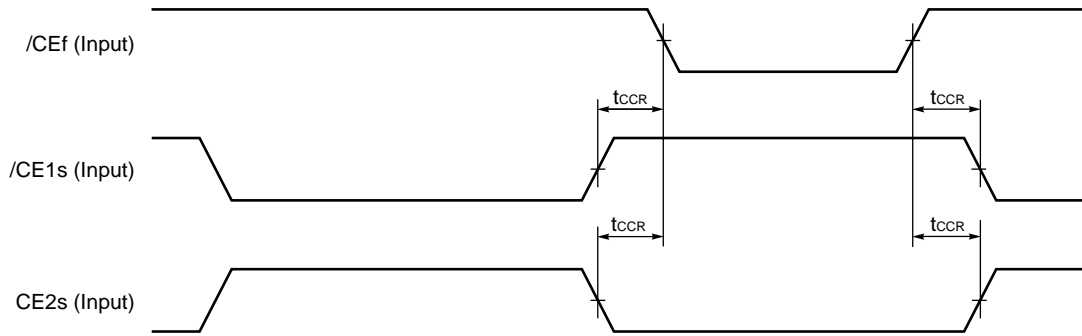 /CEf (Input)
tCCR tCCR
/CE1s (Input)
tCCR tCCR
CE2s (Input)